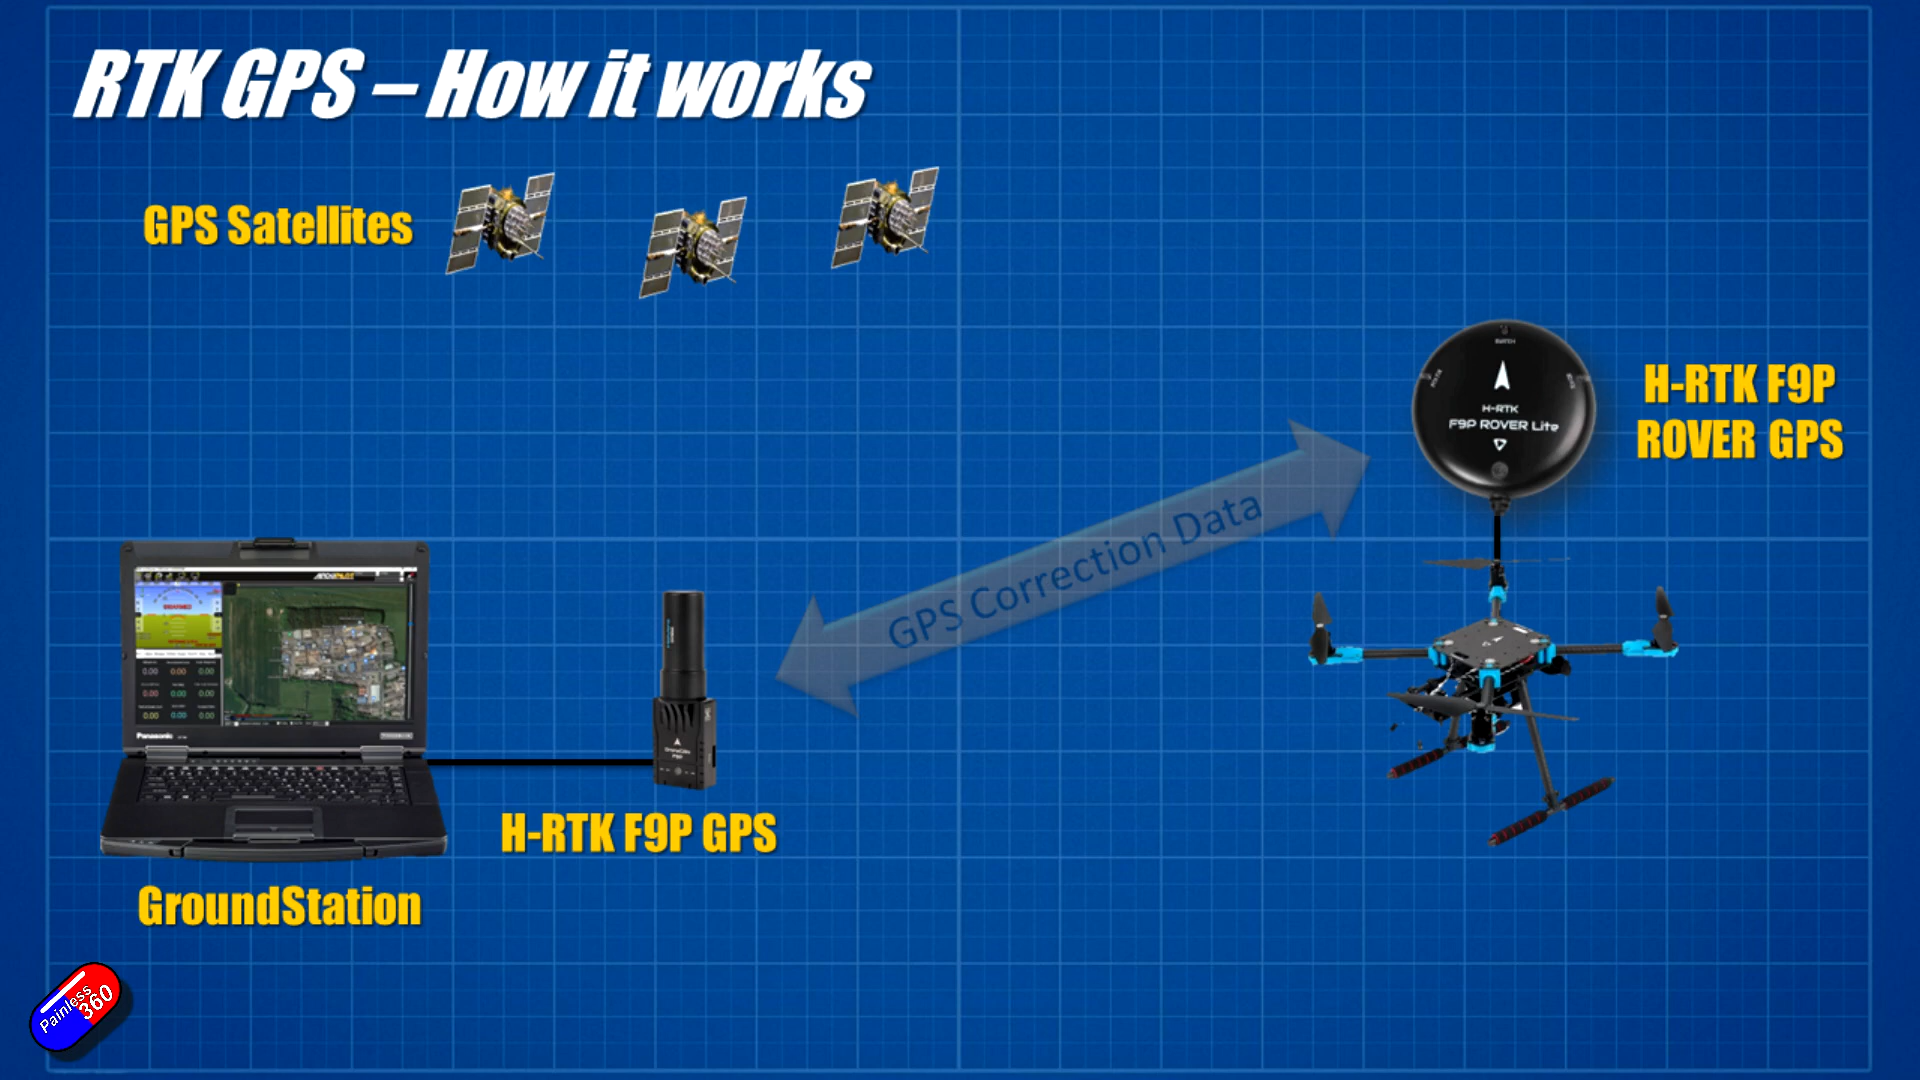 RTK GPS – How it works
GPS Satellites
H-RTK
F9P ROVER Lite
H-RTK F9P
ROVER GPS
GPS Correction Data
Panasonic
H-RTK F9P GPS
GroundStation
Painless
360